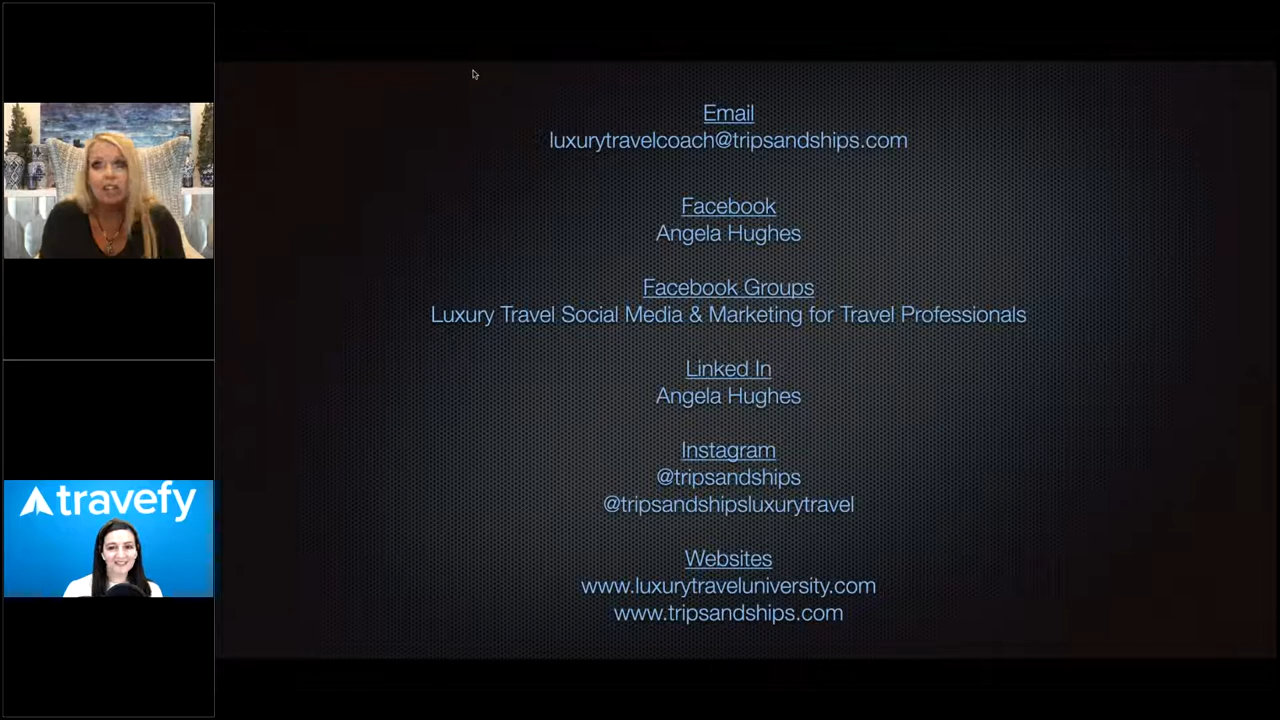 travefy
Email
luxurytravelcoach@tripsandships.com
Facebook
Angela Hughes
Facebook Groups
Luxury Travel Social Media & Marketing for Travel Professionals
Linked In
Angela Hughes
Instagram
@tripsandships
@tripsandshipsluxurytravel
Websites
www.luxurytraveluniversity.com
www.tripsandships.com